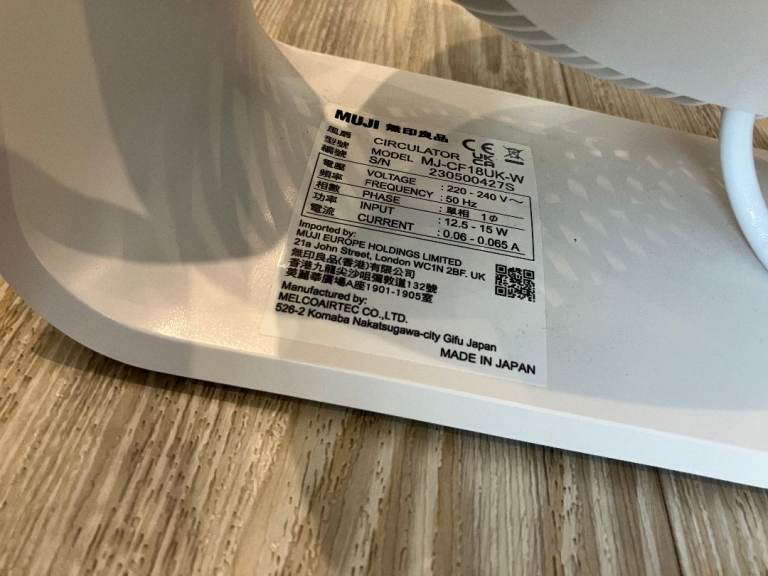 MUJI 無印良品
風扇 CIRCULATOR CE UK CA
型號 MODEL MJ-CF18UK-W
編號 S/N 230500427S
電壓 VOLTAGE : 220 - 240 V～
頻率 FREQUENCY : 50 Hz
相數 PHASE : 單相 1Φ
功率 INPUT : 12.5 - 15 W
電流 CURRENT : 0.06 - 0.065 A
Imported by:
MUJI EUROPE HOLDINGS LIMITED
21a John Street, London WC1N 2BF. UK
無印良品(香港)有限公司
香港九龍尖沙咀彌敦道132號
美麗華廣場A座1901-1905室
Manufactured by:
MELCOAIRTEC CO.,LTD.
526-2 Komaba Nakatsugawa-city Gifu Japan
MADE IN JAPAN